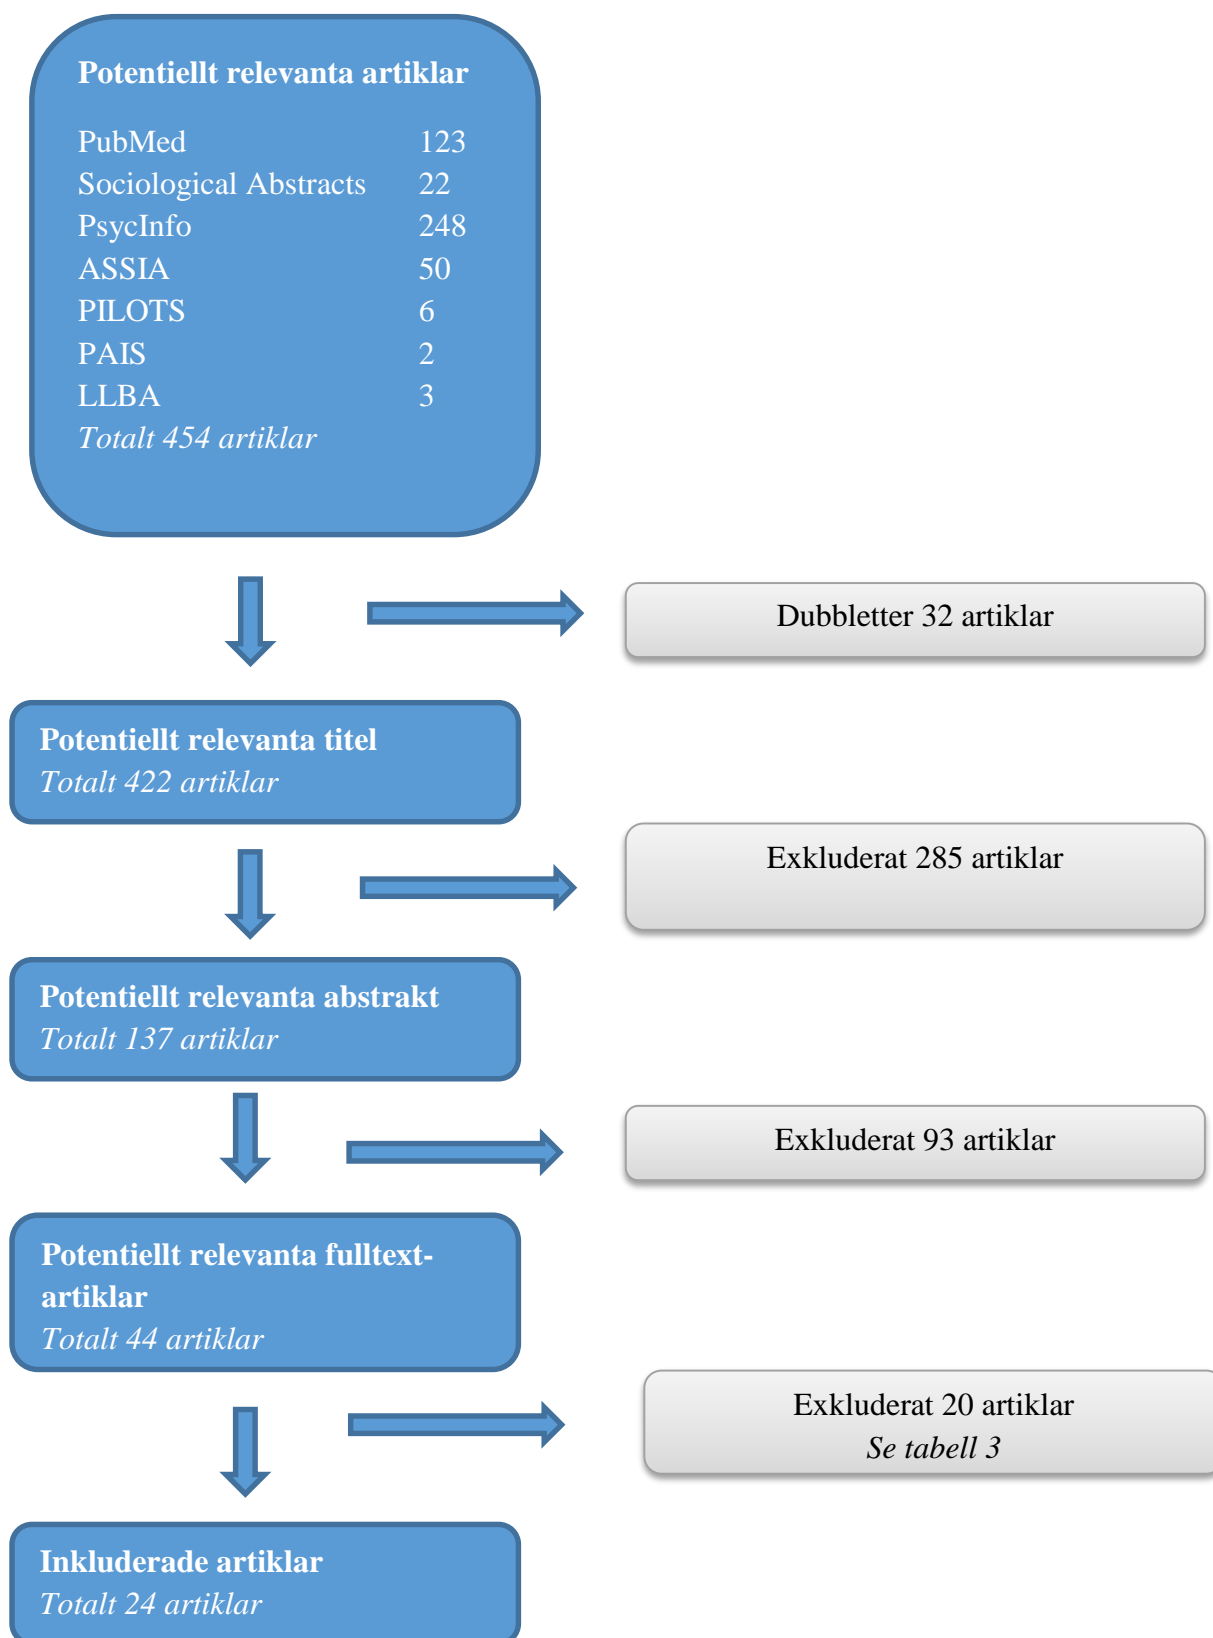 Potentiellt relevanta artiklar
PubMed 123
Sociological Abstracts 22
PsycInfo 248
ASSIA 50
PILOTS 6
PAIS 2
LLBA 3
Totalt 454 artiklar
Dubbletter 32 artiklar
Potentiellt relevanta titel
Totalt 422 artiklar
Exkluderat 285 artiklar
Potentiellt relevanta abstrakt
Totalt 137 artiklar
Exkluderat 93 artiklar
Potentiellt relevanta fulltext-
artiklar
Totalt 44 artiklar
Exkluderat 20 artiklar
Se tabell 3
Inkluderade artiklar
Totalt 24 artiklar